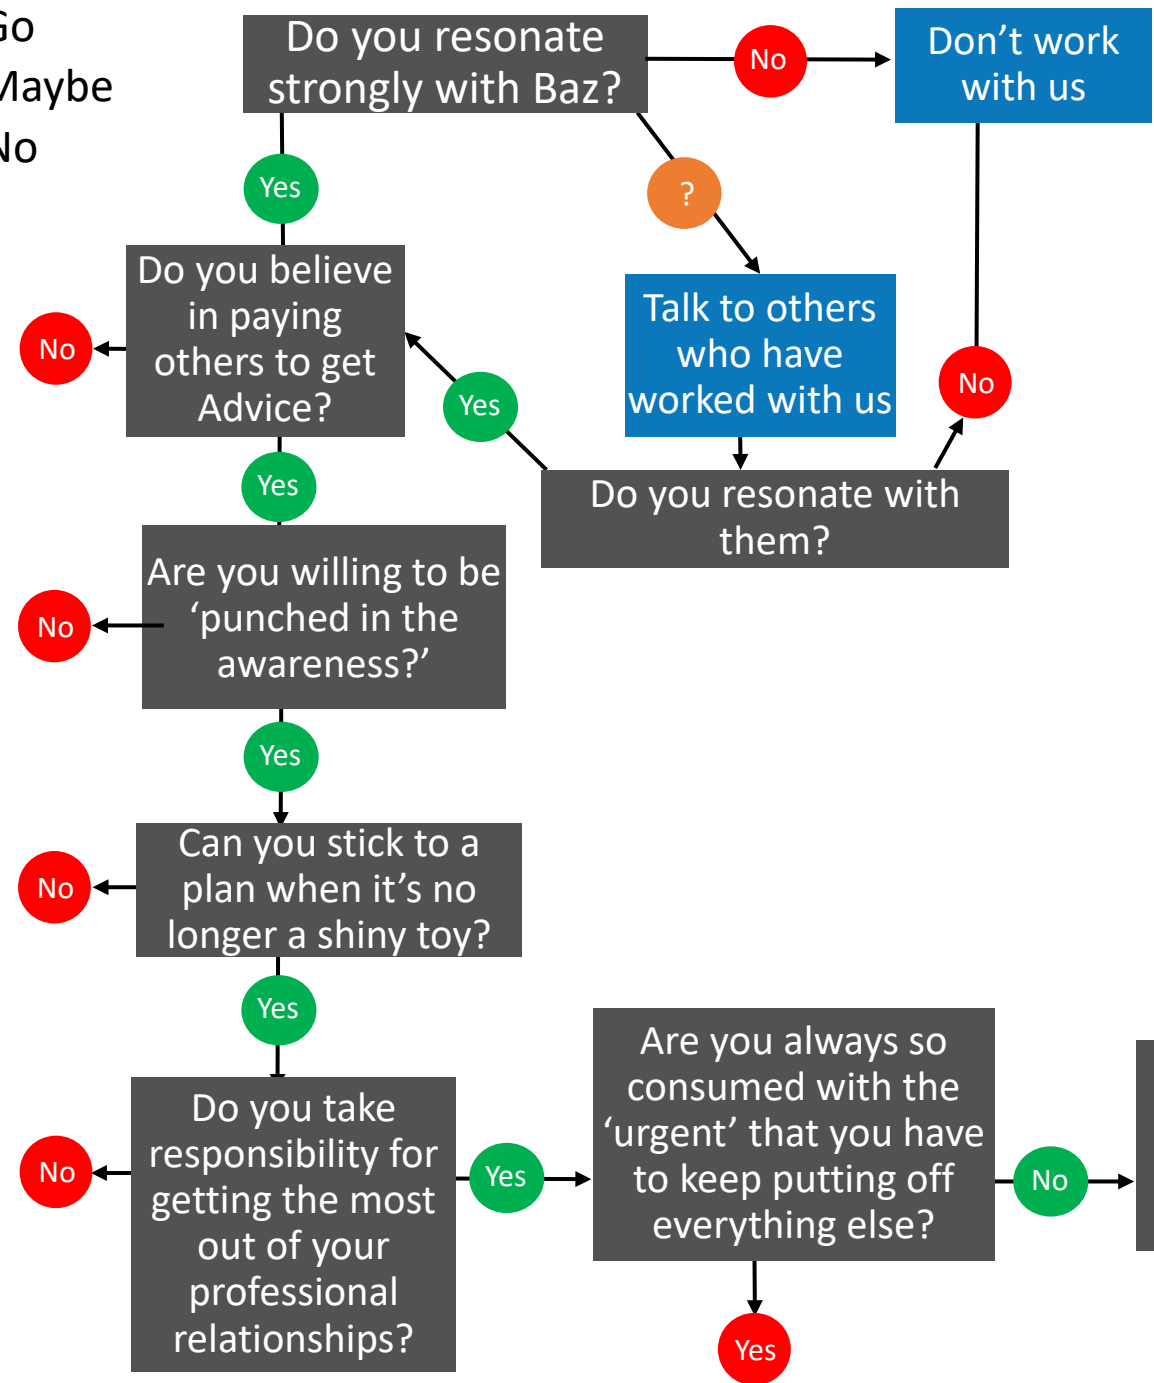 Go
Maybe
No
Do you resonate
strongly with Baz?
No
Don’t work
with us
Yes
?
Do you believe
in paying
others to get
Advice?
No
Talk to others
who have
worked with us
Yes
No
Do you resonate with
them?
Yes
Are you willing to be
‘punched in the
awareness?’
No
Yes
Can you stick to a
plan when it’s no
longer a shiny toy?
No
Yes
Do you take
responsibility for
getting the most
out of your
professional
relationships?
No
Yes
Are you always so
consumed with the
‘urgent’ that you have
to keep putting off
everything else?
No
Yes